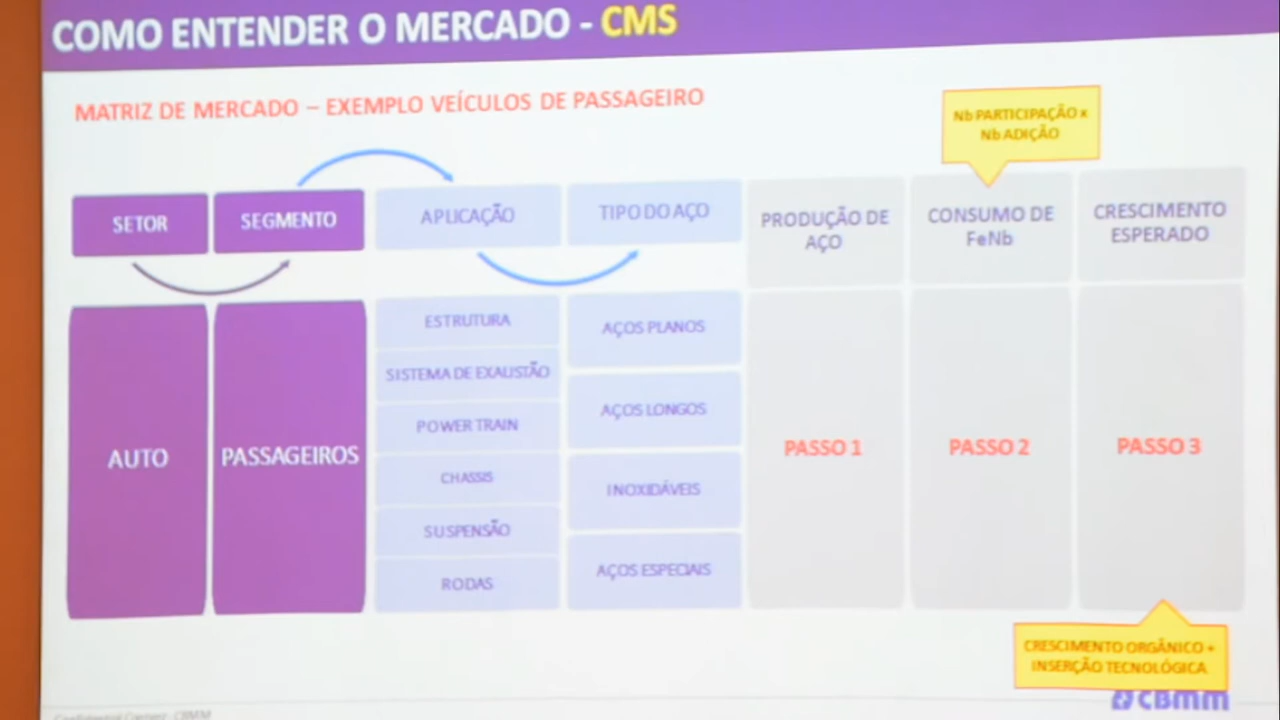 COMO ENTENDER O MERCADO - CMS
MATRIZ DE MERCADO – EXEMPLO VEÍCULOS DE PASSAGEIRO
Nb PARTICIPAÇÃO x
Nb ADIÇÃO
SETOR
SEGMENTO
APLICAÇÃO
TIPO DO AÇO
PRODUÇÃO DE
AÇO
CONSUMO DE
FeNb
CRESCIMENTO
ESPERADO
AUTO
PASSAGEIROS
ESTRUTURA
SISTEMA DE EXAUSTÃO
POWER TRAIN
CHASSIS
SUSPENSÃO
RODAS
AÇOS PLANOS
AÇOS LONGOS
INOXIDÁVEIS
AÇOS ESPECIAIS
PASSO 1
PASSO 2
PASSO 3
CRESCIMENTO ORGÂNICO +
INSERÇÃO TECNOLÓGICA
CBMM